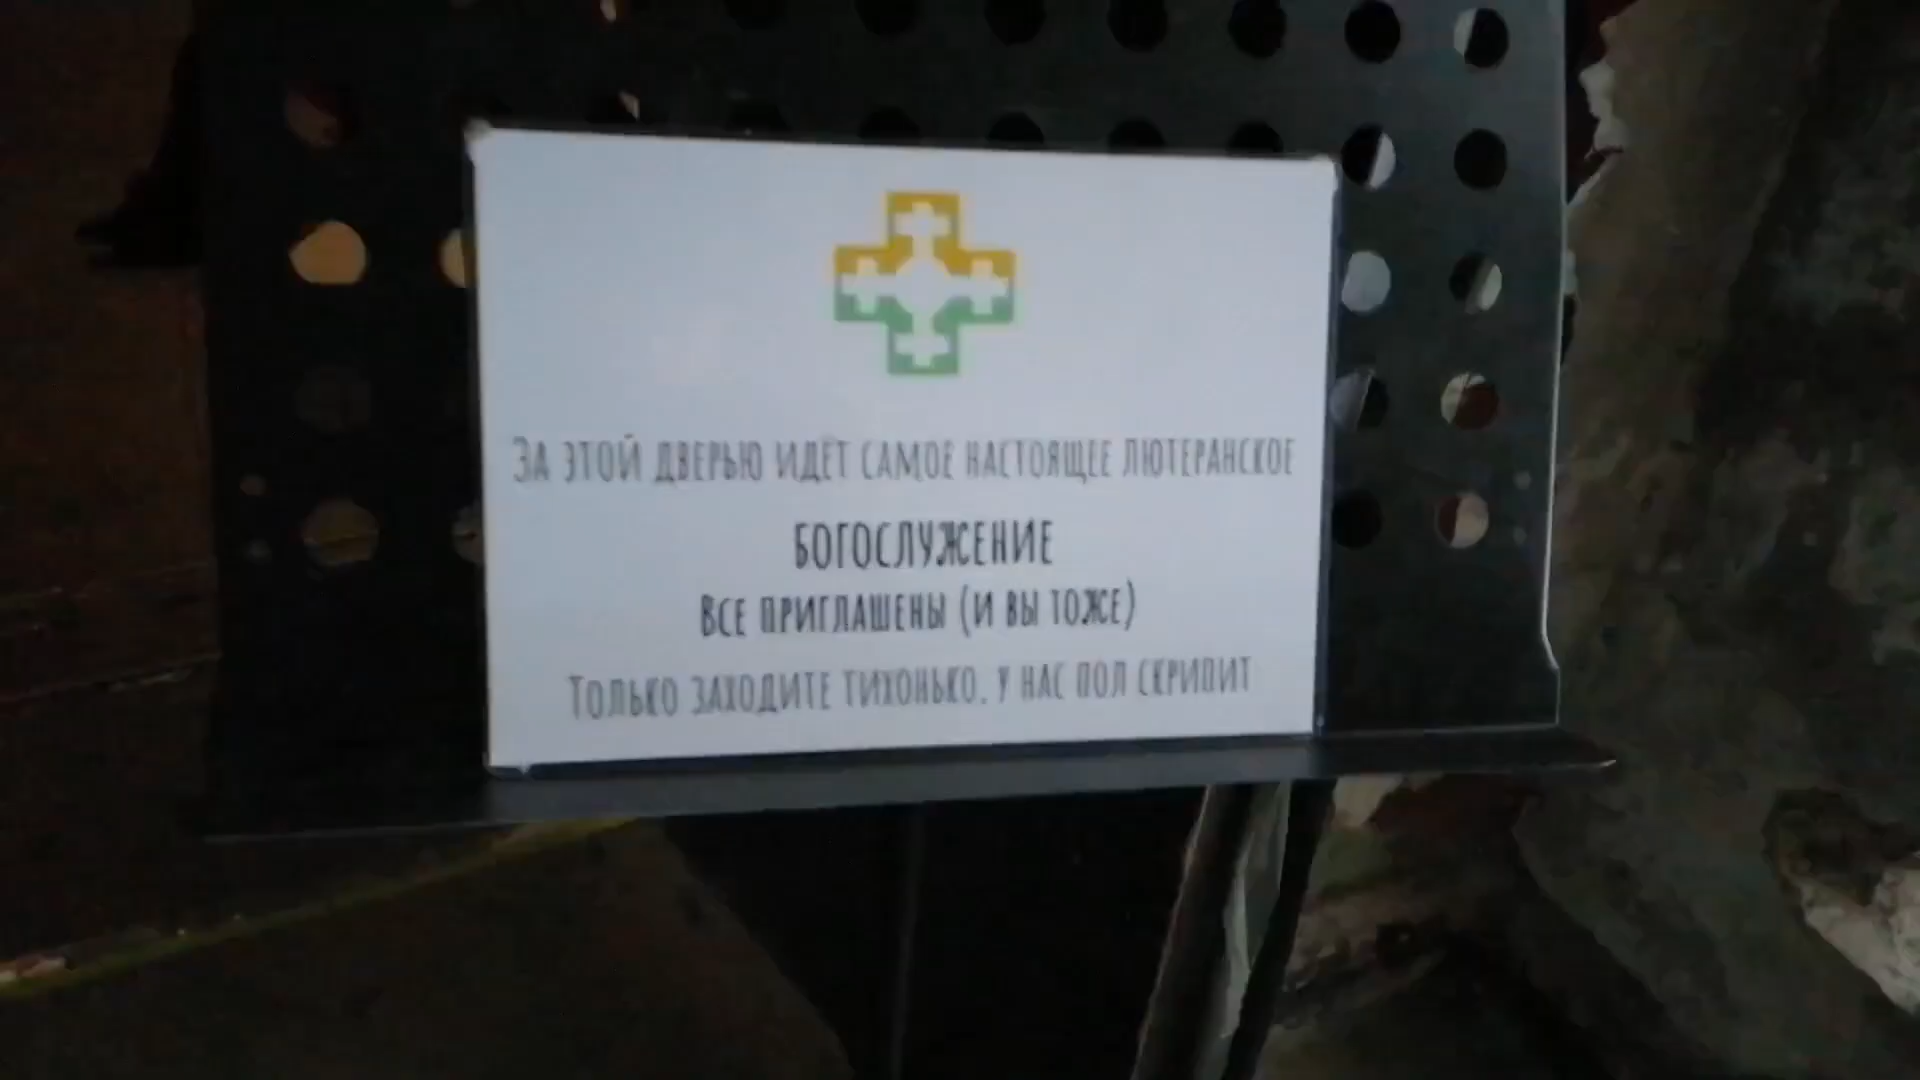 За этой дверью идёт самое настоящее лютеранское
БОГОСЛУЖЕНИЕ
Все приглашены (и вы тоже)
Только заходите тихонько, у нас пол скрипит